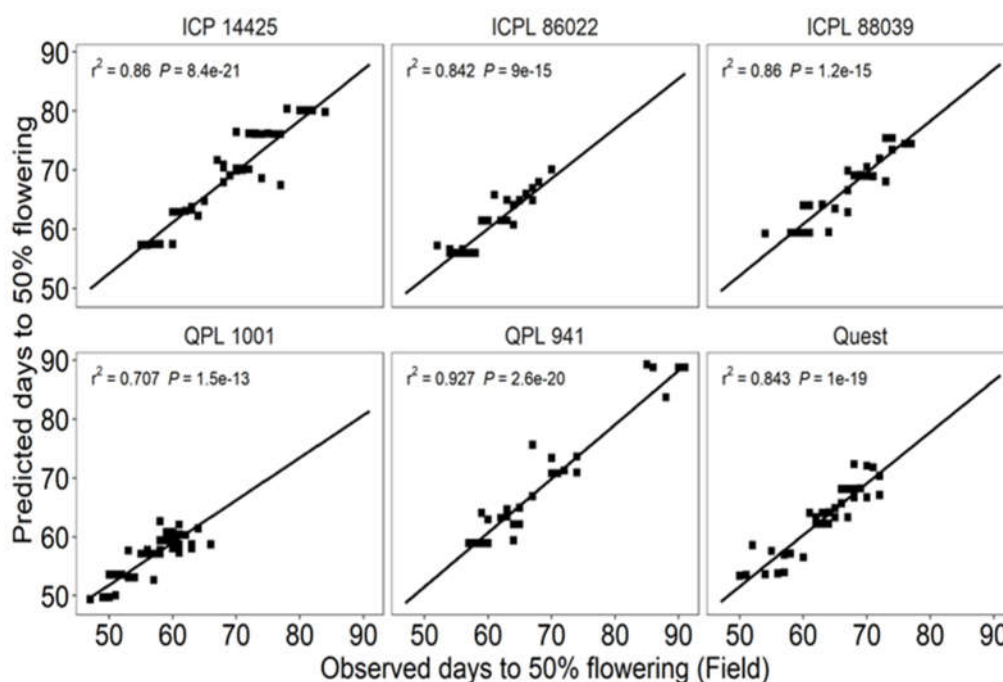 ICP 14425
ICPL 86022
ICPL 88039
r² = 0.86 P = 8.4e-21
r² = 0.842 P = 9e-15
r² = 0.86 P = 1.2e-15
90
80
70
60
50
QPL 1001
QPL 941
Quest
r² = 0.707 P = 1.5e-13
r² = 0.927 P = 2.6e-20
r² = 0.843 P = 1e-19
90
80
70
60
50
Predicted days to 50% flowering
50 60 70 80 90 50 60 70 80 90 50 60 70 80 90
Observed days to 50% flowering (Field)